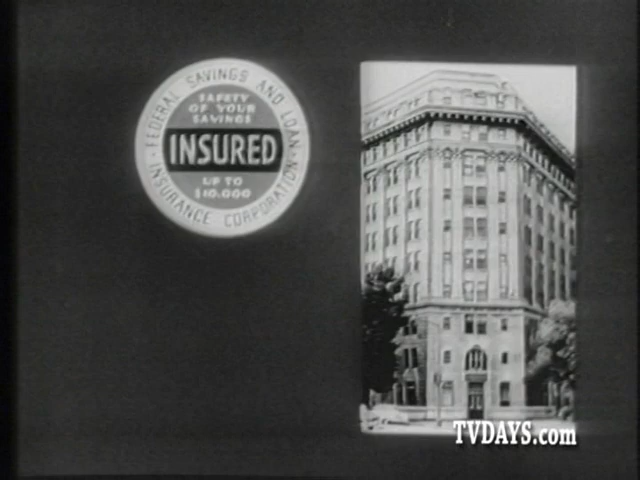 FEDERAL SAVINGS AND LOAN
INSURANCE CORPORATION
SAFETY
OF YOUR
SAVINGS
INSURED
UP TO
$10,000
TVDAYS.com